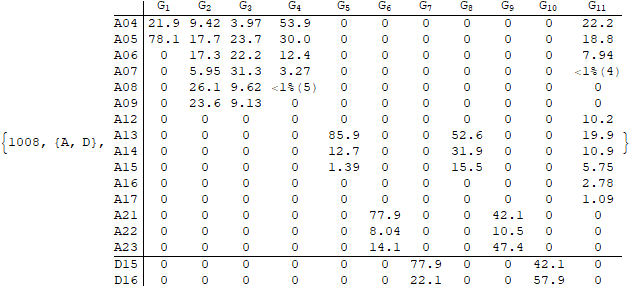 G₁ G₂ G₃ G₄ G₅ G₆ G₇ G₈ G₉ G₁₀ G₁₁
A04 21.9 9.42 3.97 53.9 0 0 0 0 0 0 22.2
A05 78.1 17.7 23.7 30.0 0 0 0 0 0 0 18.8
A06 0 17.3 22.2 12.4 0 0 0 0 0 0 7.94
A07 0 5.95 31.3 3.27 0 0 0 0 0 0 <1%(4)
A08 0 26.1 9.62 <1%(5) 0 0 0 0 0 0 0
A09 0 23.6 9.13 0 0 0 0 0 0 0 0
A12 0 0 0 0 0 0 0 0 0 0 10.2
{1008, {A, D}, A13 0 0 0 0 85.9 0 0 52.6 0 0 19.9 }
A14 0 0 0 0 12.7 0 0 31.9 0 0 10.9
A15 0 0 0 0 1.39 0 0 15.5 0 0 5.75
A16 0 0 0 0 0 0 0 0 0 0 2.78
A17 0 0 0 0 0 0 0 0 0 0 1.09
A21 0 0 0 0 0 77.9 0 0 42.1 0 0
A22 0 0 0 0 0 8.04 0 0 10.5 0 0
A23 0 0 0 0 0 14.1 0 0 47.4 0 0
D15 0 0 0 0 0 0 77.9 0 0 42.1 0
D16 0 0 0 0 0 0 22.1 0 0 57.9 0